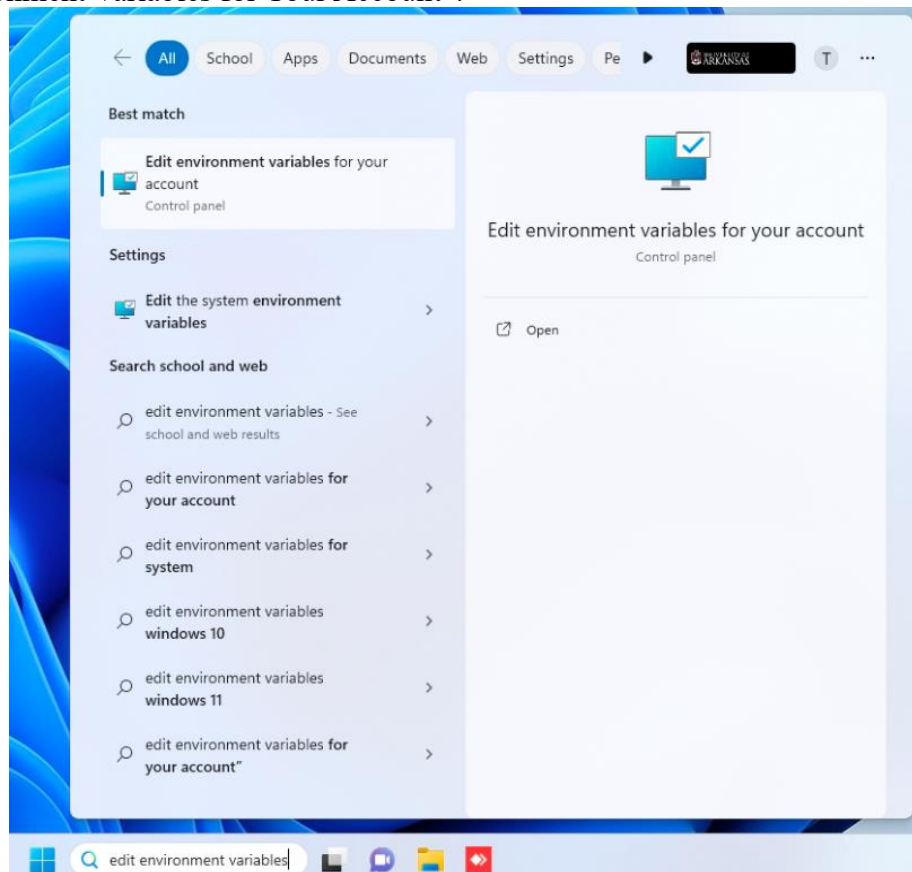 All School Apps Documents Web Settings Pe ARKANSAS T ...
Best match
Edit environment variables for your
account
Control panel
Edit environment variables for your account
Control panel
Settings
Edit the system environment
variables
Open
Search school and web
edit environment variables - See
school and web results
edit environment variables for
your account
edit environment variables for
system
edit environment variables
windows 10
edit environment variables
windows 11
edit environment variables for
your account"
edit environment variables